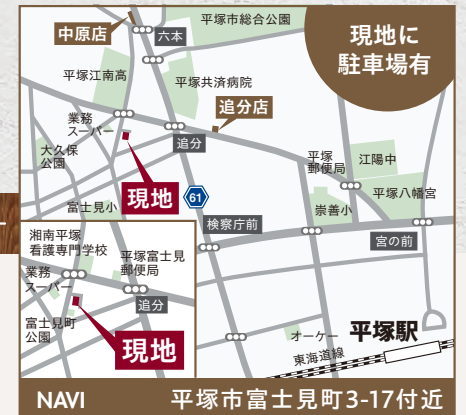 中原店
六本
平塚市総合公園
現地に
駐車場有
平塚江南高
平塚共済病院
追分店
業務
スーパー
大久保
公園
追分
平塚
郵便局
江陽中
現地
61
平塚八幡宮
富士見小
崇善小
検察庁前
宮の前
湘南平塚
看護専門学校
平塚富士見
郵便局
業務
スーパー
追分
富士見町
公園
現地
オーケー
平塚駅
東海道線
NAVI
平塚市富士見町3-17付近